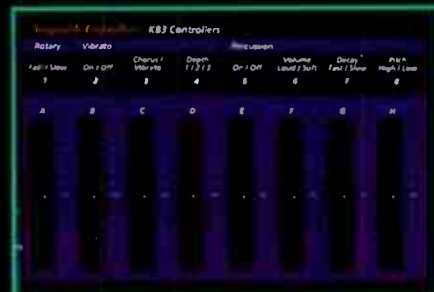 KB3 Controllers
Rotary Vibrato Percussion
Fast / Slow On / Off Chorus / Vibrato Depth 1 / 2 / 3 On / Off Volume Loud / Soft Decay Fast / Slow Pitch High / Low
1 2 3 4 5 6 7 8
A B C D E F G H